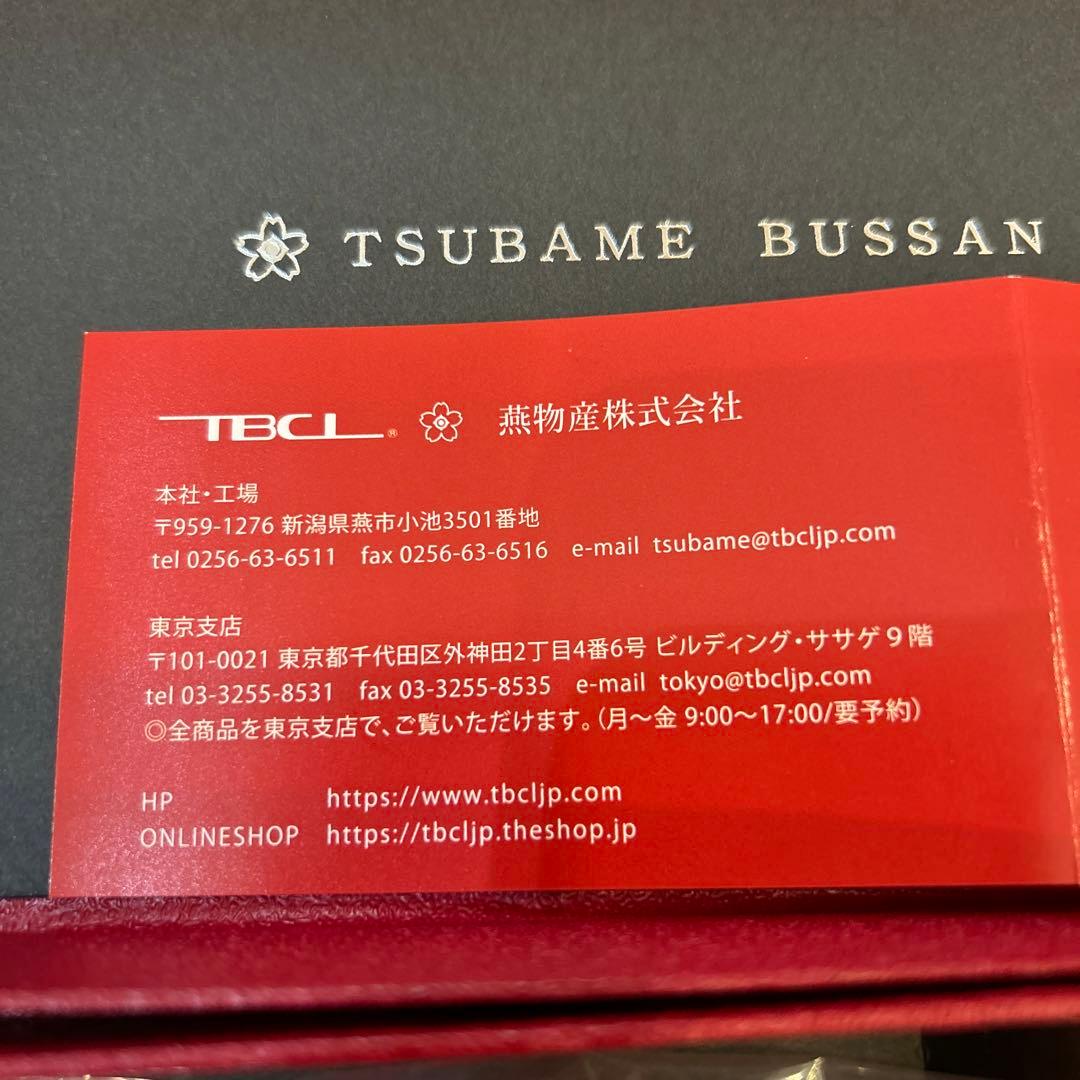 TSUBAME BUSSAN
TBCL® 燕物産株式会社
本社・工場
〒959-1276 新潟県燕市小池3501番地
tel 0256-63-6511 fax 0256-63-6516 e-mail tsubame@tbcljp.com
東京支店
〒101-0021 東京都千代田区外神田2丁目4番6号 ビルディング・ササゲ9階
tel 03-3255-8531 fax 03-3255-8535 e-mail tokyo@tbcljp.com
◎全商品を東京支店で、ご覧いただけます。(月〜金 9:00〜17:00/要予約)
HP https://www.tbcljp.com
ONLINESHOP https://tbcljp.theshop.jp